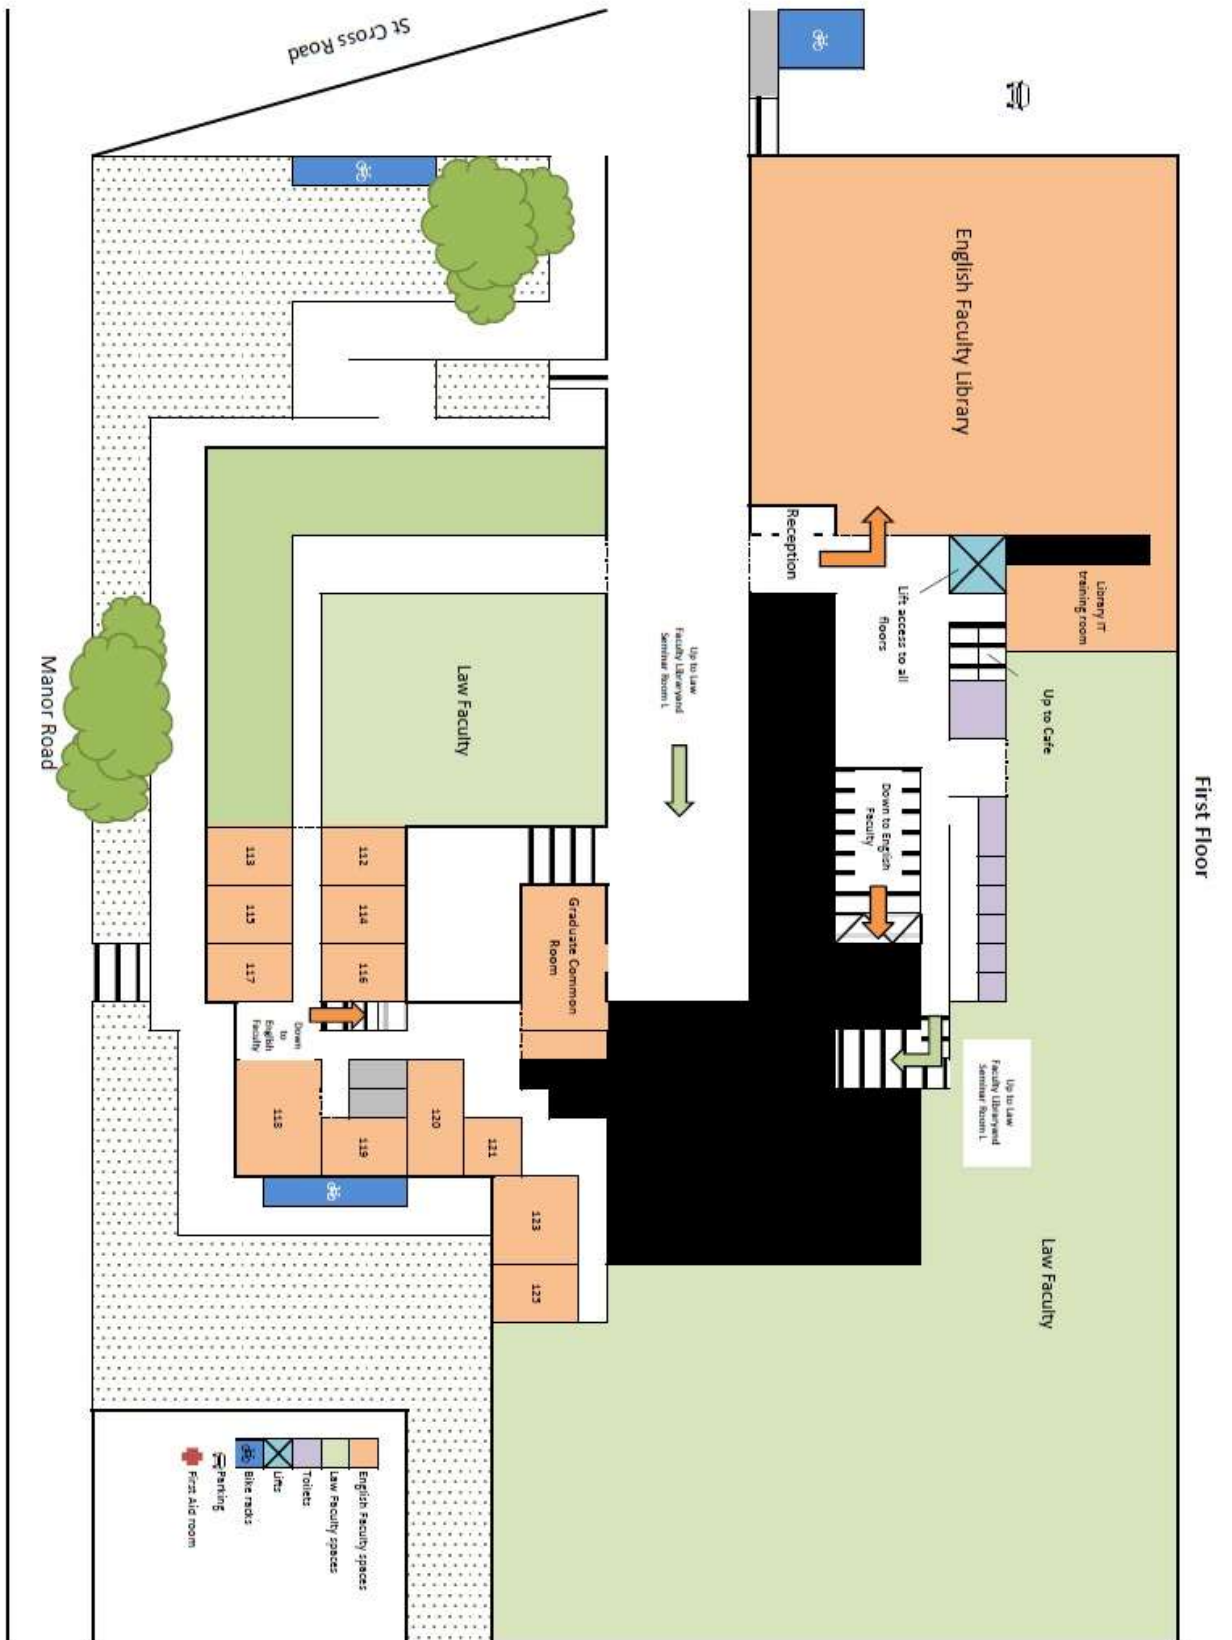 First Floor
St Cross Road
English Faculty Library
Library IT
training room
Reception
Lift access to all
floors
Up to Cafe
Down to English
Faculty
Up to Law
Faculty Libraryand
Seminar Room L
Up to Law
Faculty Libraryand
Seminar Room L
Law Faculty
Law Faculty
Manor Road
Graduate Common
Room
112
113
114
115
116
117
Down
to
English
Faculty
118
119
120
121
123
125
English Faculty spaces
Law Faculty spaces
Toilets
Lifts
Bike racks
Parking
First Aid room